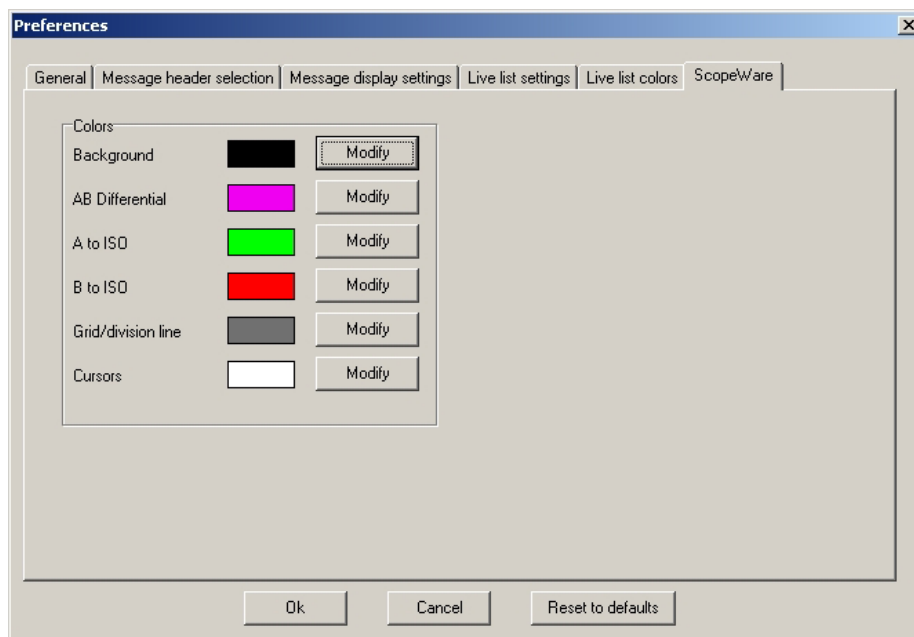 Preferences
General Message header selection Message display settings Live list settings Live list colors ScopeWare
Colors
Background Modify
AB Differential Modify
A to ISO Modify
B to ISO Modify
Grid/division line Modify
Cursors Modify
Ok Cancel Reset to defaults